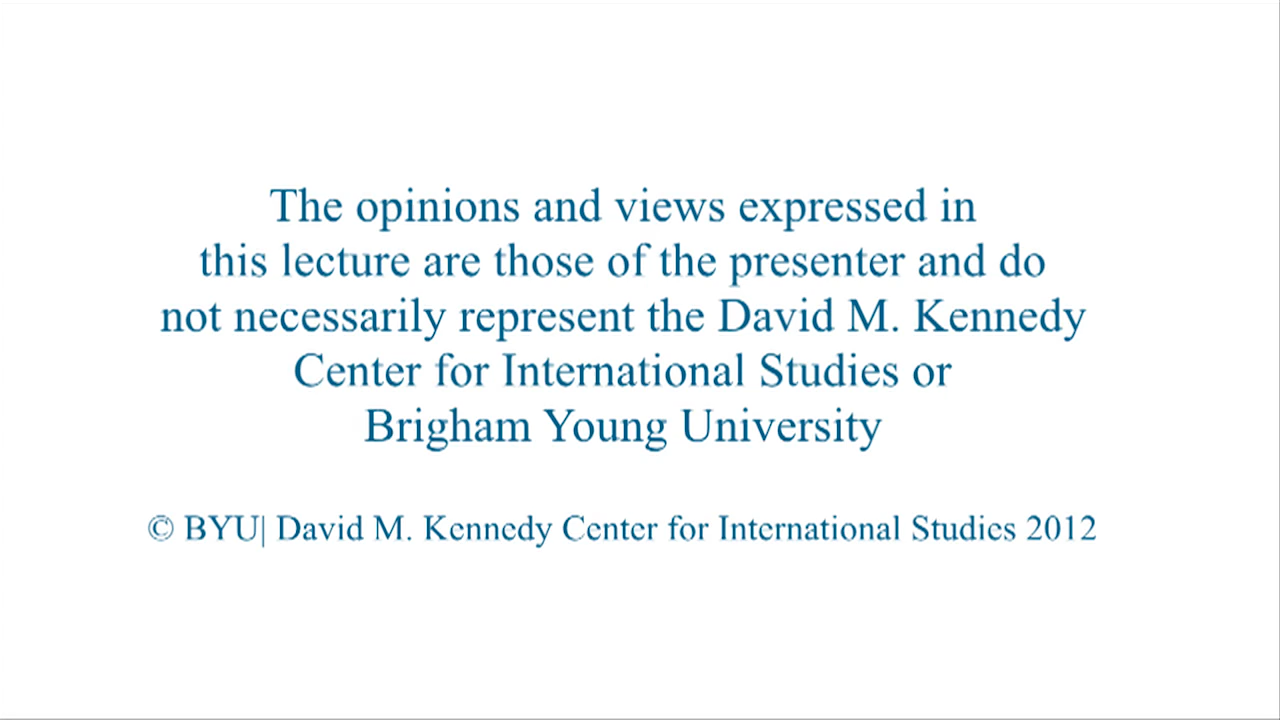 The opinions and views expressed in
this lecture are those of the presenter and do
not necessarily represent the David M. Kennedy
Center for International Studies or
Brigham Young University
© BYU| David M. Kennedy Center for International Studies 2012